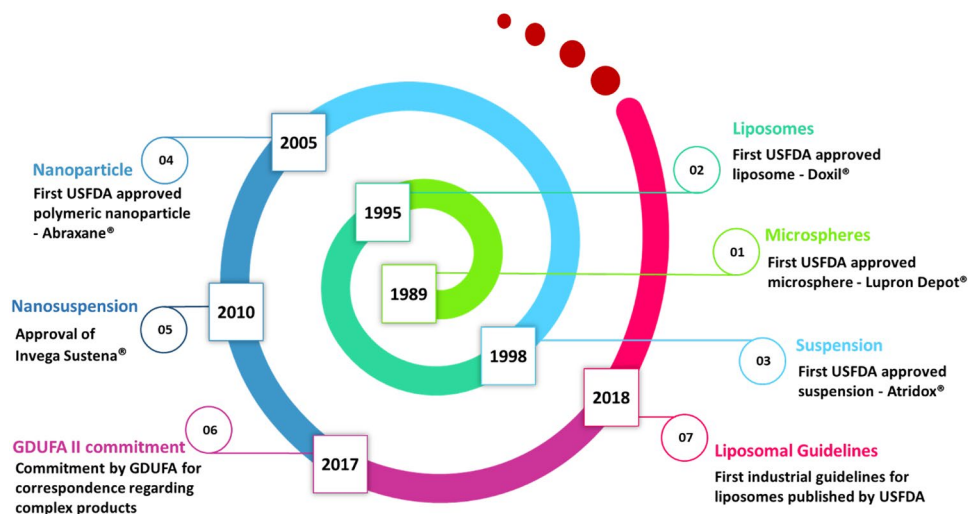 1989
01
Microspheres
First USFDA approved
microsphere - Lupron Depot®
1995
02
Liposomes
First USFDA approved
liposome - Doxil®
1998
03
Suspension
First USFDA approved
suspension - Atridox®
2005
04
Nanoparticle
First USFDA approved
polymeric nanoparticle
- Abraxane®
2010
05
Nanosuspension
Approval of
Invega Sustena®
2017
06
GDUFA II commitment
Commitment by GDUFA for
correspondence regarding
complex products
2018
07
Liposomal Guidelines
First industrial guidelines for
liposomes published by USFDA